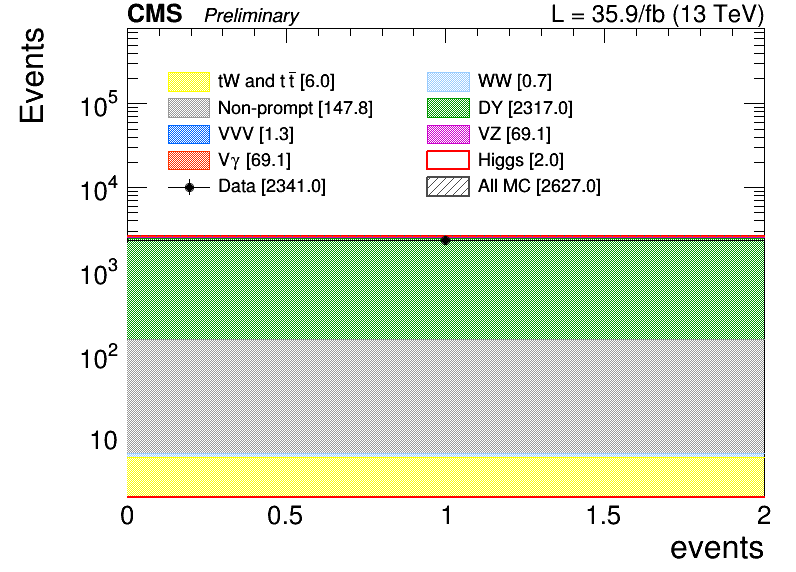 CMS Preliminary L = 35.9/fb (13 TeV)
Events
tW and t t̅ [6.0] WW [0.7]
Non-prompt [147.8] DY [2317.0]
VVV [1.3] VZ [69.1]
Vγ [69.1] Higgs [2.0]
Data [2341.0] All MC [2627.0]
10⁵
10⁴
10³
10²
10
0 0.5 1 1.5 2
events